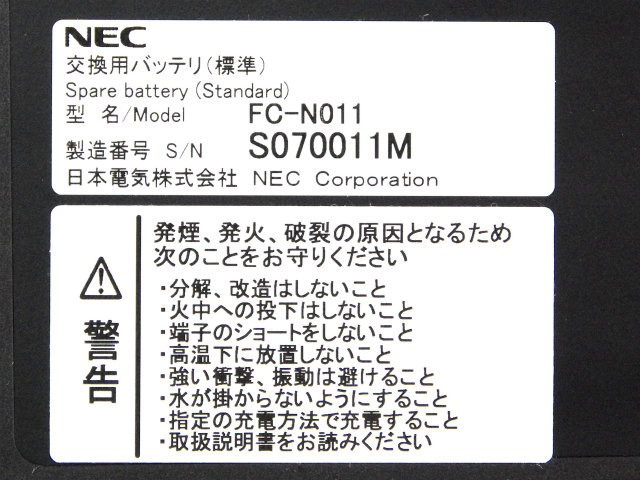 NEC
交換用バッテリ(標準)
Spare battery (Standard)
型 名/Model FC-N011
製造番号 S/N S070011M
日本電気株式会社 NEC Corporation
警告
発煙、発火、破裂の原因となるため
次のことをお守りください
・分解、改造はしないこと
・火中への投下はしないこと
・端子のショートをしないこと
・高温下に放置しないこと
・強い衝撃、振動は避けること
・水が掛からないようにすること
・指定の充電方法で充電すること
・取扱説明書をお読みください